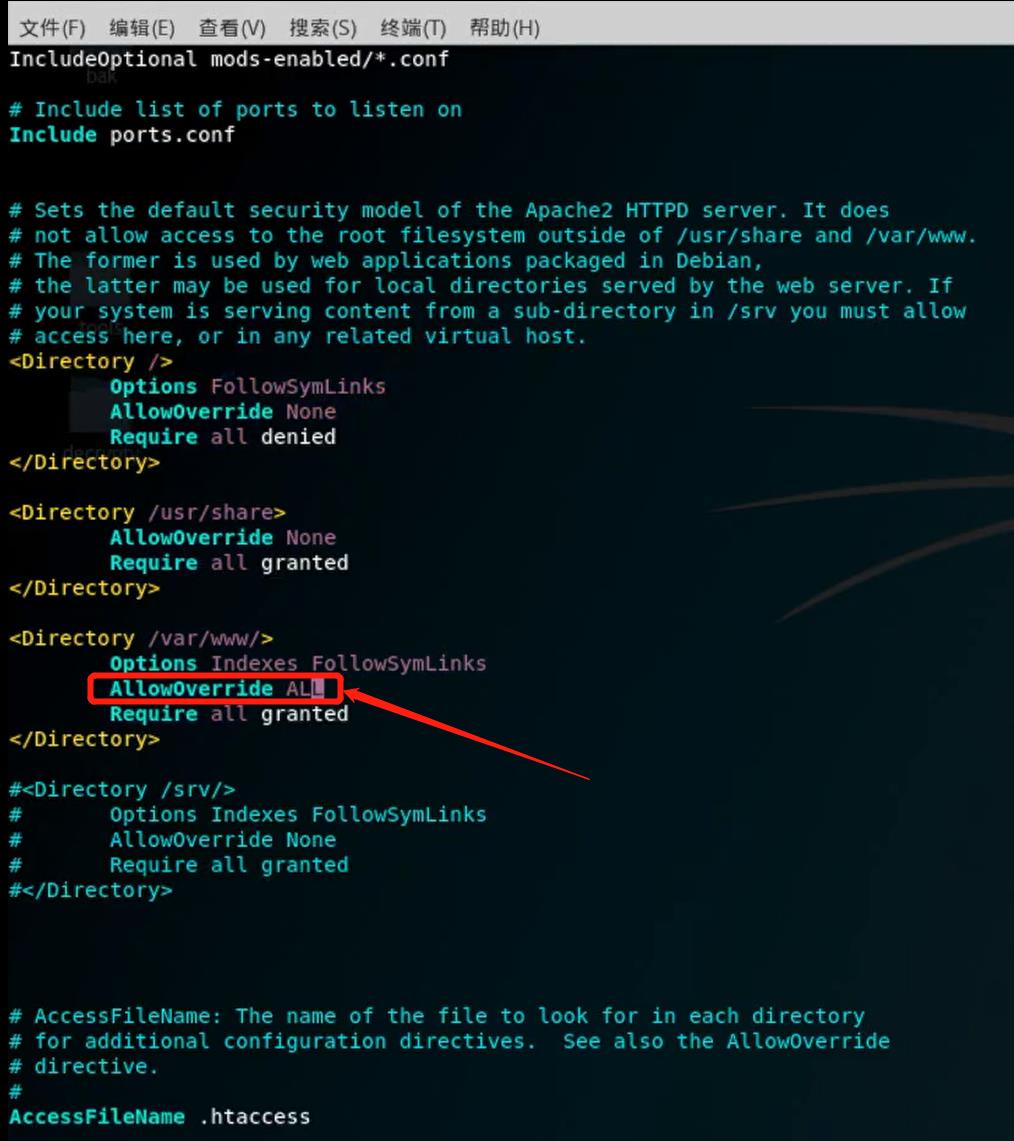 文件(F) 编辑(E) 查看(V) 搜索(S) 终端(T) 帮助(H)
IncludeOptional mods-enabled/*.conf
bak
# Include list of ports to listen on
Include ports.conf
# Sets the default security model of the Apache2 HTTPD server. It does
# not allow access to the root filesystem outside of /usr/share and /var/www.
# The former is used by web applications packaged in Debian,
# the latter may be used for local directories served by the web server. If
# your system is serving content from a sub-directory in /srv you must allow
tools
# access here, or in any related virtual host.
<Directory />
        Options FollowSymLinks
        AllowOverride None
        Require all denied
</Directory>
<Directory /usr/share>
        AllowOverride None
        Require all granted
</Directory>
<Directory /var/www/>
        Options Indexes FollowSymLinks
        AllowOverride ALL
        Require all granted
</Directory>
#<Directory /srv/>
#       Options Indexes FollowSymLinks
#       AllowOverride None
#       Require all granted
#</Directory>
# AccessFileName: The name of the file to look for in each directory
# for additional configuration directives.  See also the AllowOverride
# directive.
#
AccessFileName .htaccess